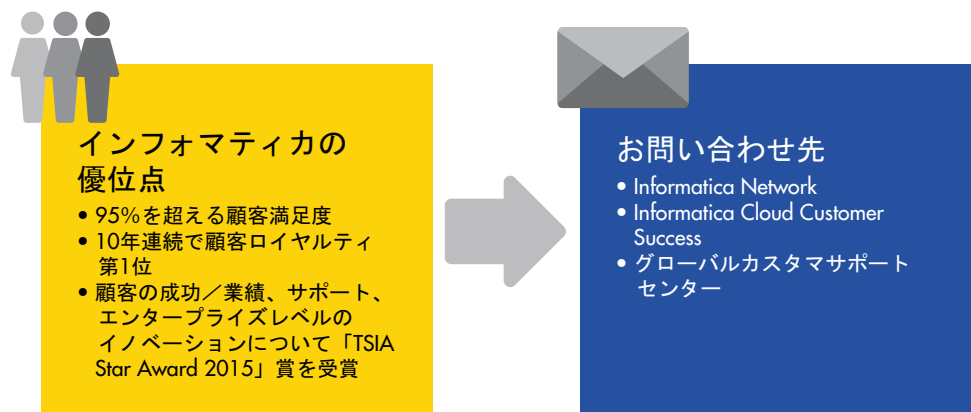 インフォマティカの
優位点
• 95%を超える顧客満足度
• 10年連続で顧客ロイヤルティ
第1位
• 顧客の成功／業績、サポート、
エンタープライズレベルの
イノベーションについて「TSIA
Star Award 2015」賞を受賞
お問い合わせ先
• Informatica Network
• Informatica Cloud Customer
Success
• グローバルカスタマサポート
センター